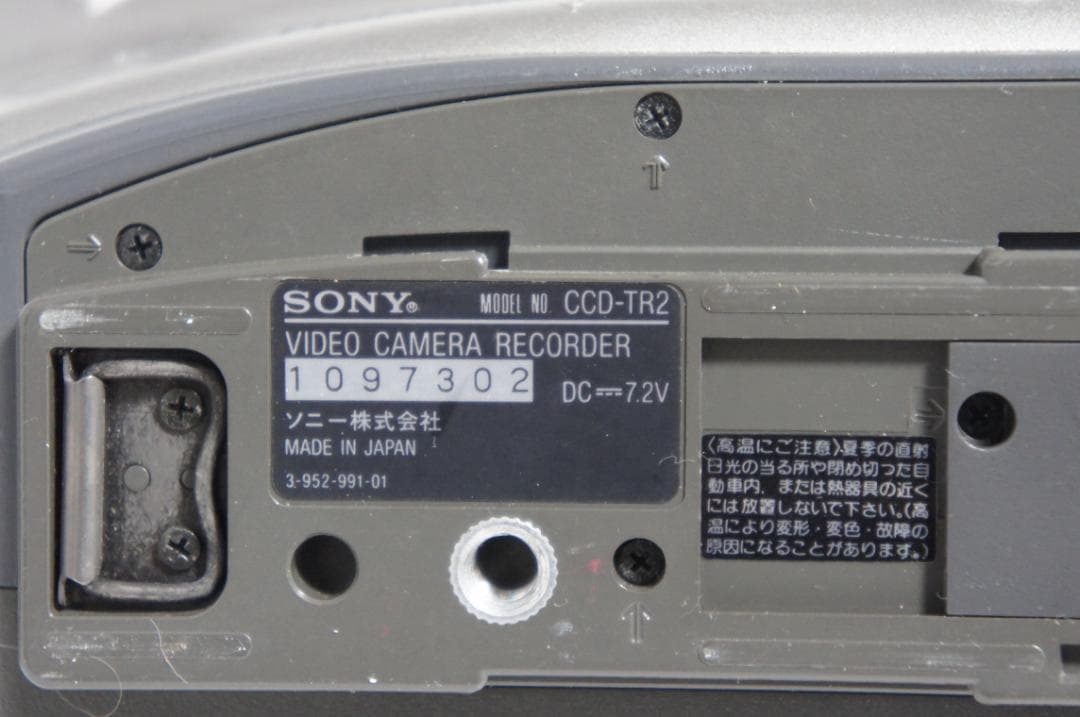 SONY® MODEL NO. CCD-TR2
VIDEO CAMERA RECORDER
1097302 DC⎓7.2V
ソニー株式会社
MADE IN JAPAN
3-952-991-01
〈高温にご注意〉夏季の直射
日光の当る所や閉め切った自
動車内、または熱器具の近く
には放置しないで下さい。(高
温により変形・変色・故障の
原因になることがあります。)